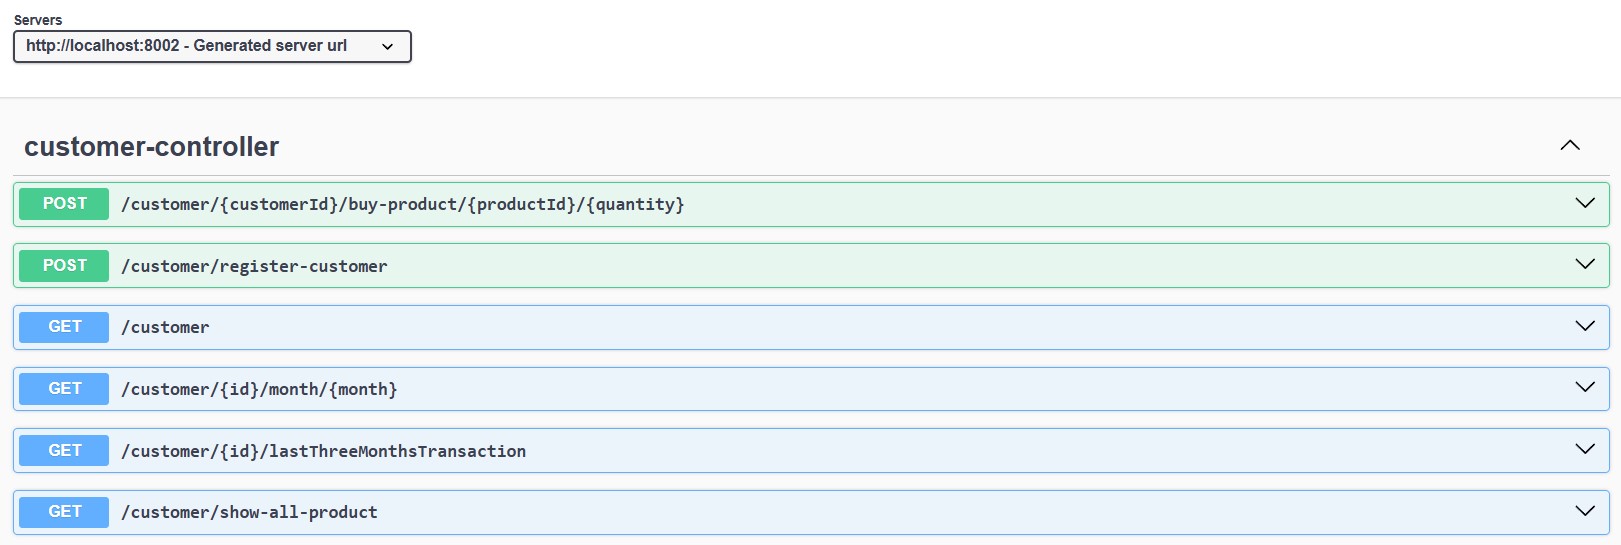 Servers
http://localhost:8002 - Generated server url
customer-controller
POST /customer/{customerId}/buy-product/{productId}/{quantity}
POST /customer/register-customer
GET /customer
GET /customer/{id}/month/{month}
GET /customer/{id}/lastThreeMonthsTransaction
GET /customer/show-all-product